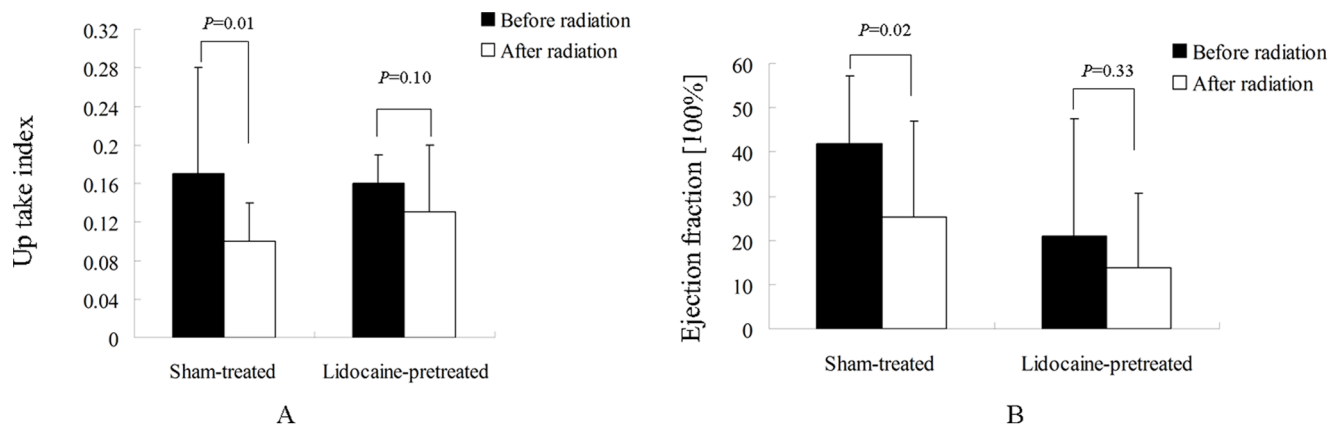 P=0.01
Before radiation
After radiation
0.32
0.28
0.24
0.2
0.16
0.12
0.08
0.04
0
Up take index
P=0.10
Sham-treated
Lidocaine-pretreated
A
P=0.02
Before radiation
After radiation
60
50
40
30
20
10
0
Ejection fraction [100%]
P=0.33
Sham-treated
Lidocaine-pretreated
B